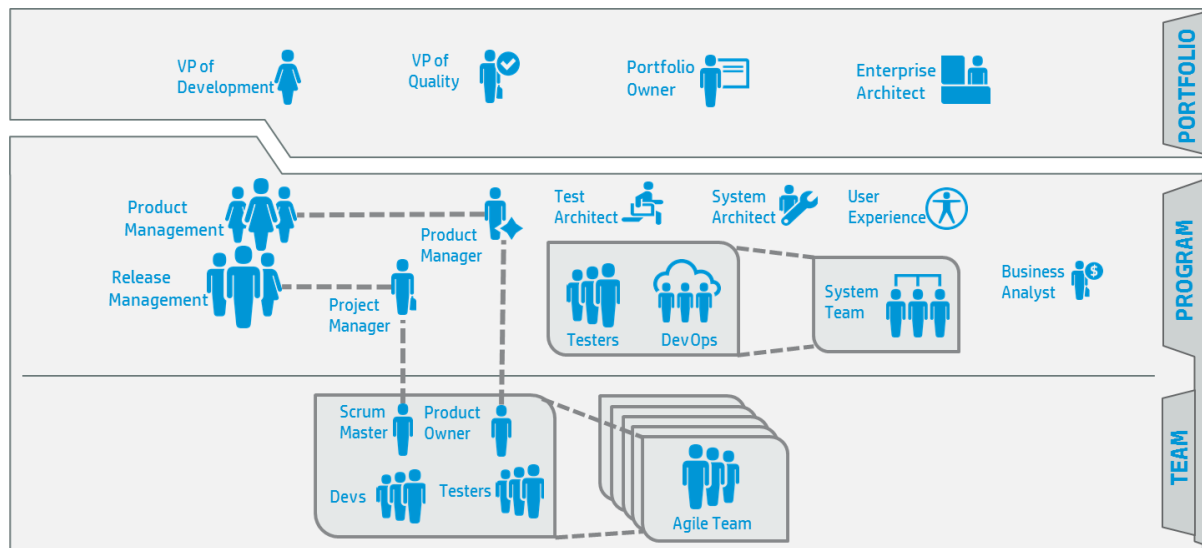 VP of
Development
VP of
Quality
Portfolio
Owner
Enterprise
Architect
PORTFOLIO
Product
Management
Product
Manager
Test
Architect
System
Architect
User
Experience
Release
Management
Project
Manager
Testers
DevOps
System
Team
Business
Analyst
$
PROGRAM
Scrum
Master
Product
Owner
Devs
Testers
Agile Team
TEAM